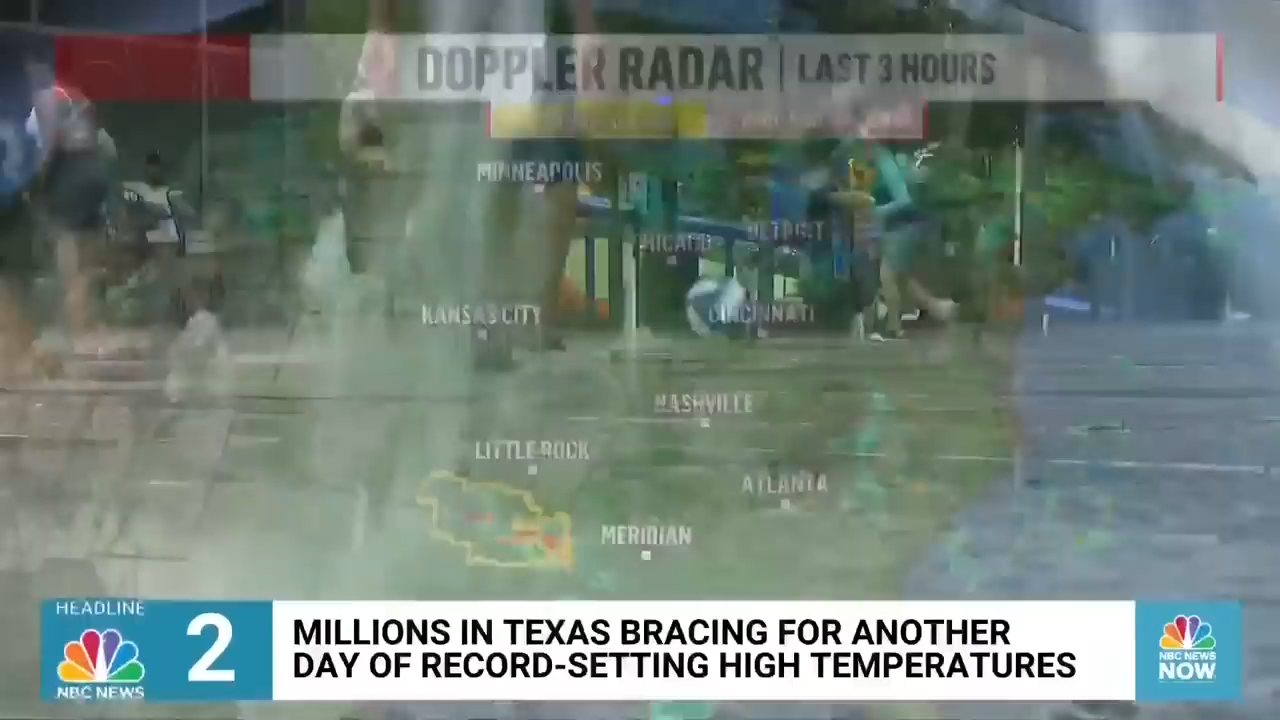 DOPPLER RADAR | LAST 3 HOURS
MINNEAPOLIS
CHICAGO
DETROIT
KANSAS CITY
CINCINNATI
NASHVILLE
LITTLE ROCK
ATLANTA
MERIDIAN
HEADLINE
2
NBC NEWS
MILLIONS IN TEXAS BRACING FOR ANOTHER
DAY OF RECORD-SETTING HIGH TEMPERATURES
NBC NEWS
NOW